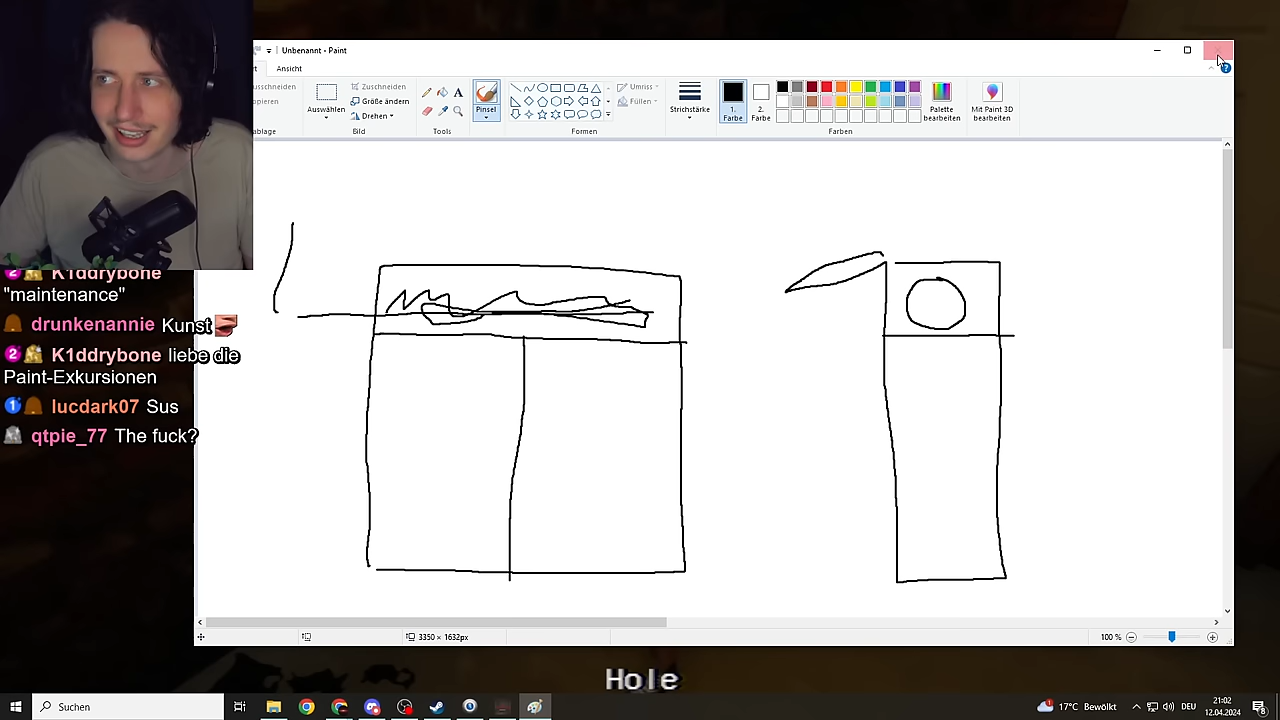 Unbenannt - Paint
Ansicht
Auswählen
Zuschneiden
Größe ändern
Drehen
Bild
Tools
Pinsel
Formen
Umriss
Füllen
Strichstärke
1.
Farbe
2.
Farbe
Palette
bearbeiten
Farben
Mit Paint 3D
bearbeiten
K1ddrybone
"maintenance"
drunkenannie Kunst
K1ddrybone liebe die
Paint-Exkursionen
lucdark07 Sus
qtpie_77 The fuck?
3350 × 1632px
100 %
Hole
Suchen
17°C Bewölkt
DEU
21:02
12.04.2024